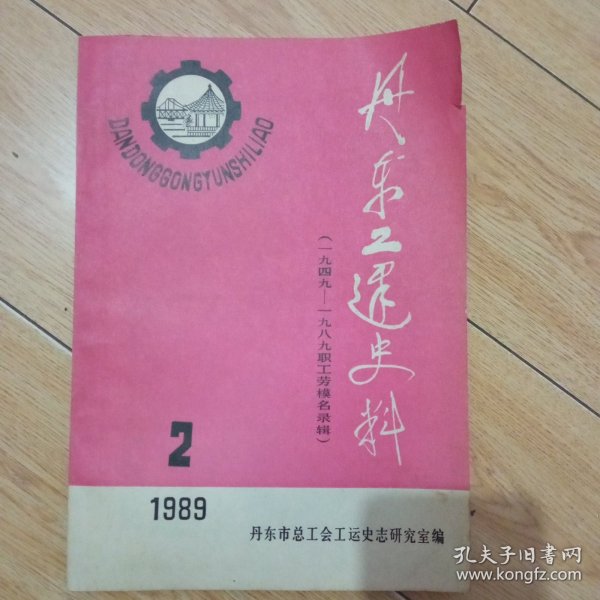 DANDONGGONGYUNSHILIAO
丹东工运史料
(一九四九—一九八九职工劳模名录辑)
2
1989
丹东市总工会工运史志研究室编
孔夫子旧书网
www.kongfz.com